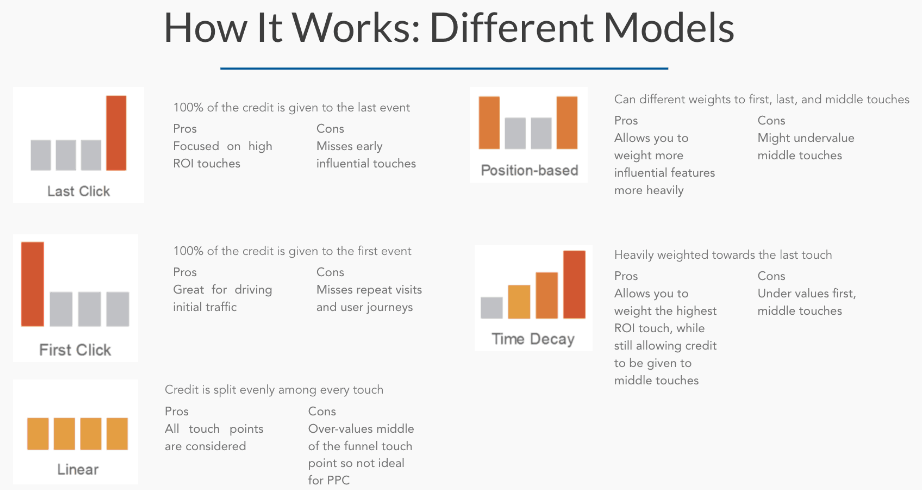 How It Works: Different Models
100% of the credit is given to the last event
Pros
Focused on high
ROI touches
Cons
Misses early
influential touches
Last Click
100% of the credit is given to the first event
Pros
Great for driving
initial traffic
Cons
Misses repeat visits
and user journeys
First Click
Credit is split evenly among every touch
Pros
All touch points
are considered
Cons
Over-values middle
of the funnel touch
point so not ideal
for PPC
Linear
Can different weights to first, last, and middle touches
Pros
Allows you to
weight more
influential features
more heavily
Cons
Might undervalue
middle touches
Position-based
Heavily weighted towards the last touch
Pros
Allows you to
weight the highest
ROI touch, while
still allowing credit
to be given to
middle touches
Cons
Under values first,
middle touches
Time Decay